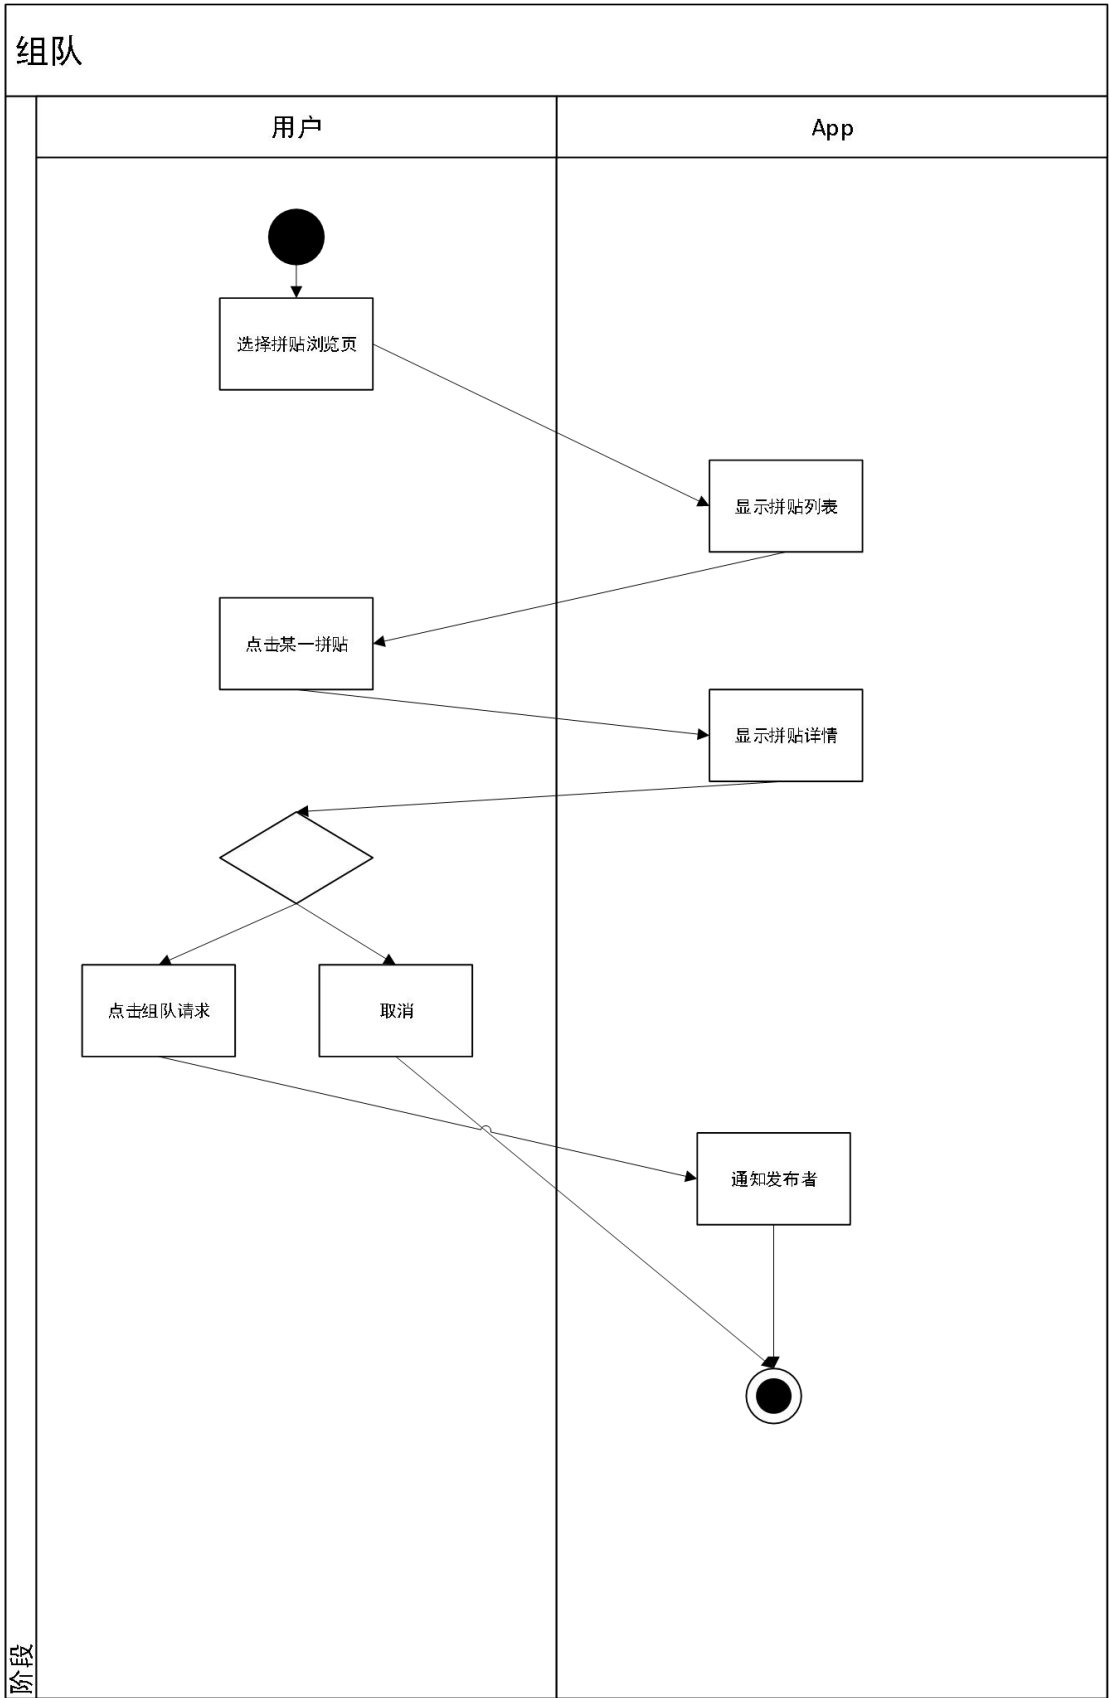 组队
用户
App
选择拼贴浏览页
显示拼贴列表
点击某一拼贴
显示拼贴详情
点击组队请求
取消
通知发布者
阶段